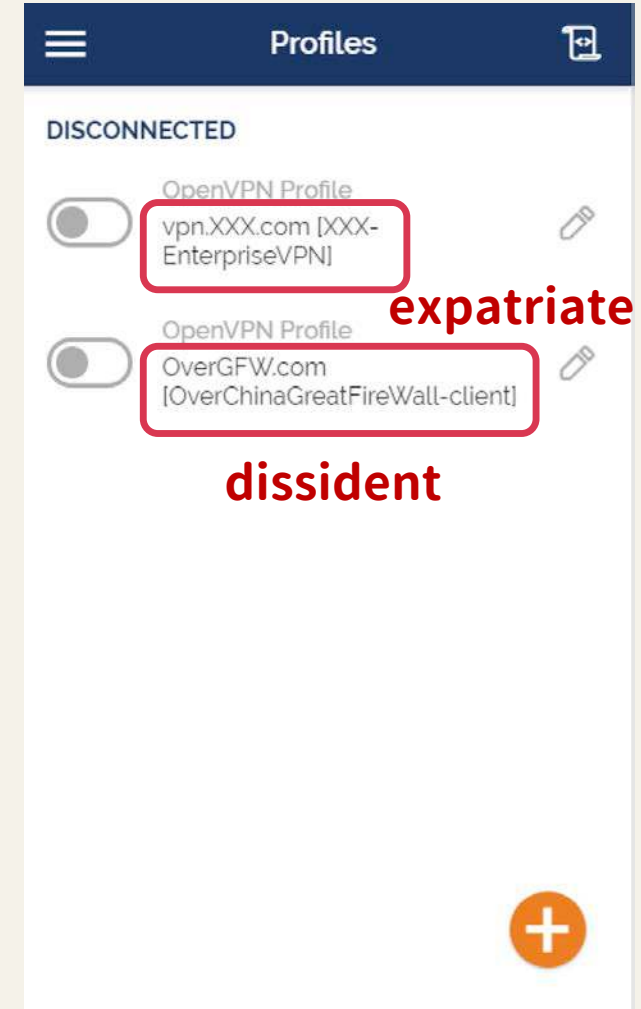 Profiles
DISCONNECTED
OpenVPN Profile
vpn.XXX.com [XXX-
EnterpriseVPN]
expatriate
OpenVPN Profile
OverGFW.com
[OverChinaGreatFireWall-client]
dissident